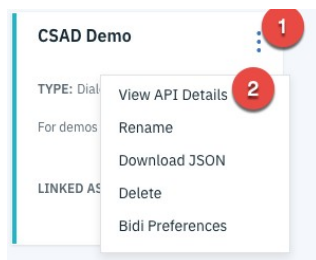 CSAD Demo
1
TYPE: Dial
View API Details
2
For demos
Rename
Download JSON
LINKED AS
Delete
Bidi Preferences